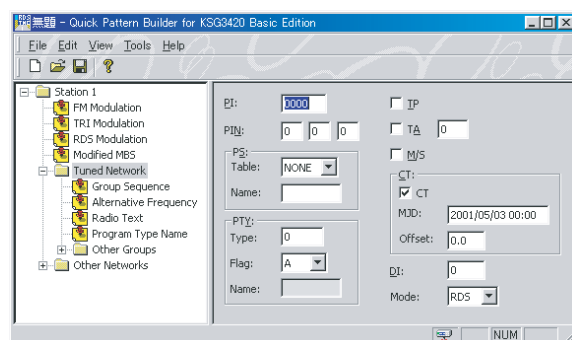 無題 - Quick Pattern Builder for KSG3420 Basic Edition
File Edit View Tools Help
Station 1
FM Modulation
TRI Modulation
RDS Modulation
Modified MBS
Tuned Network
Group Sequence
Alternative Frequency
Radio Text
Program Type Name
Other Groups
Other Networks
PI: 0000
PIN: 0 0 0
PS:
Table: NONE
Name:
PTY:
Type: 0
Flag: A
Name:
TP
TA 0
M/S
CT:
CT
MJD: 2001/05/03 00:00
Offset: 0.0
DI: 0
Mode: RDS
NUM